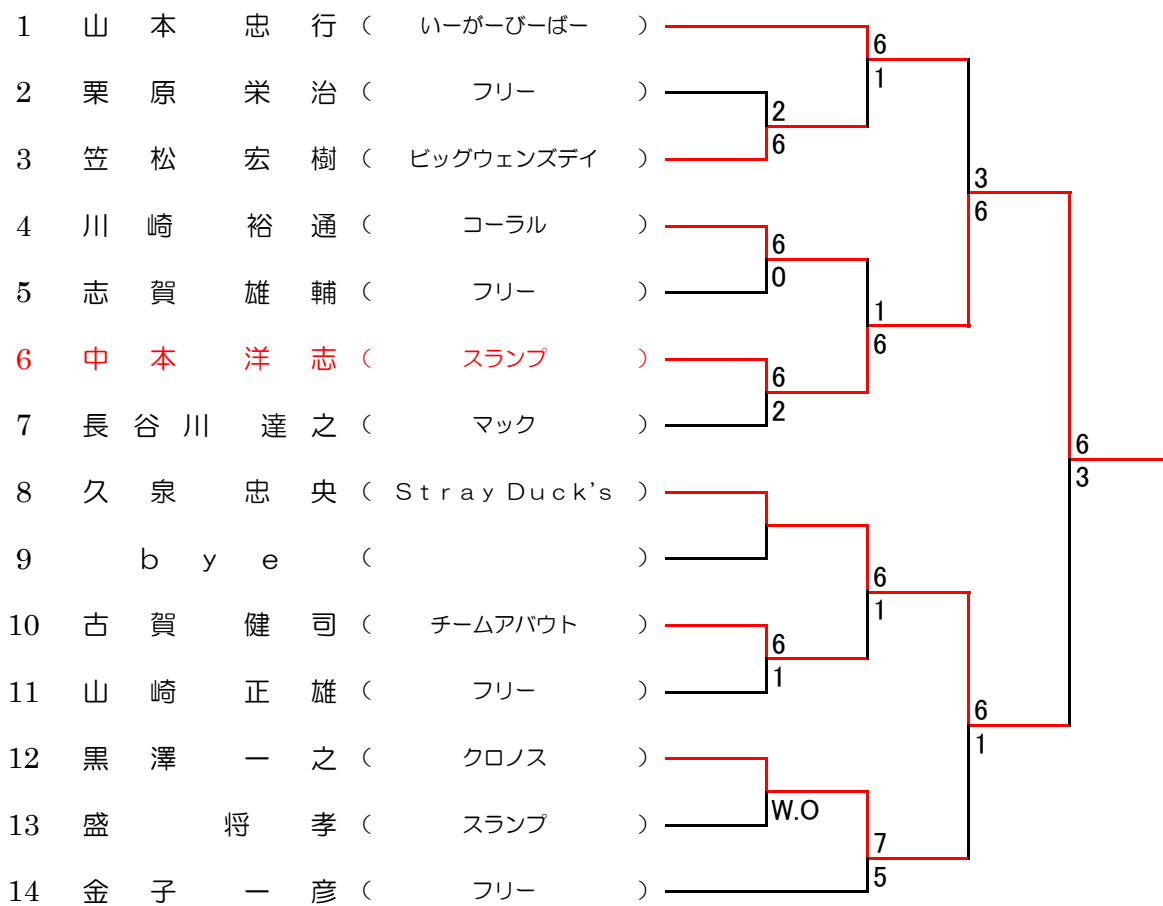 1 山本 忠行 ( いーがーびーばー )
6
2 栗原 栄治 ( フリー )
1
2
3 笠松 宏樹 ( ビッグウェンズデイ )
6
3
4 川崎 裕通 ( コーラル )
6
6
5 志賀 雄輔 ( フリー )
0
1
6 中本 洋志 ( スランプ )
6
6
7 長谷川 達之 ( マック )
2
6
8 久泉 忠央 ( Stray Duck's )
3
9 bye ( )
6
10 古賀 健司 ( チームアバウト )
1
6
11 山崎 正雄 ( フリー )
1
6
12 黒澤 一之 ( クロノス )
1
13 盛 将孝 ( スランプ )
W.O
7
14 金子 一彦 ( フリー )
5